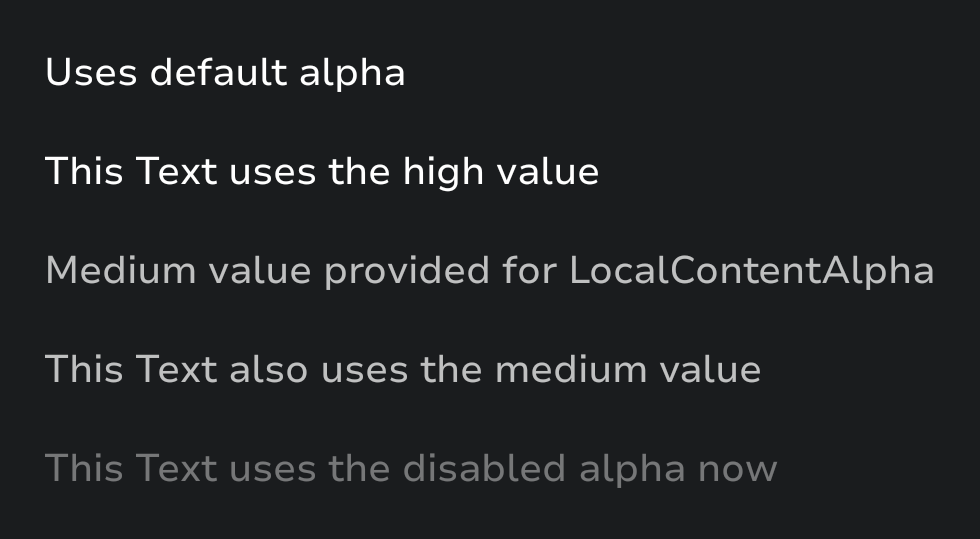 Uses default alpha
This Text uses the high value
Medium value provided for LocalContentAlpha
This Text also uses the medium value
This Text uses the disabled alpha now